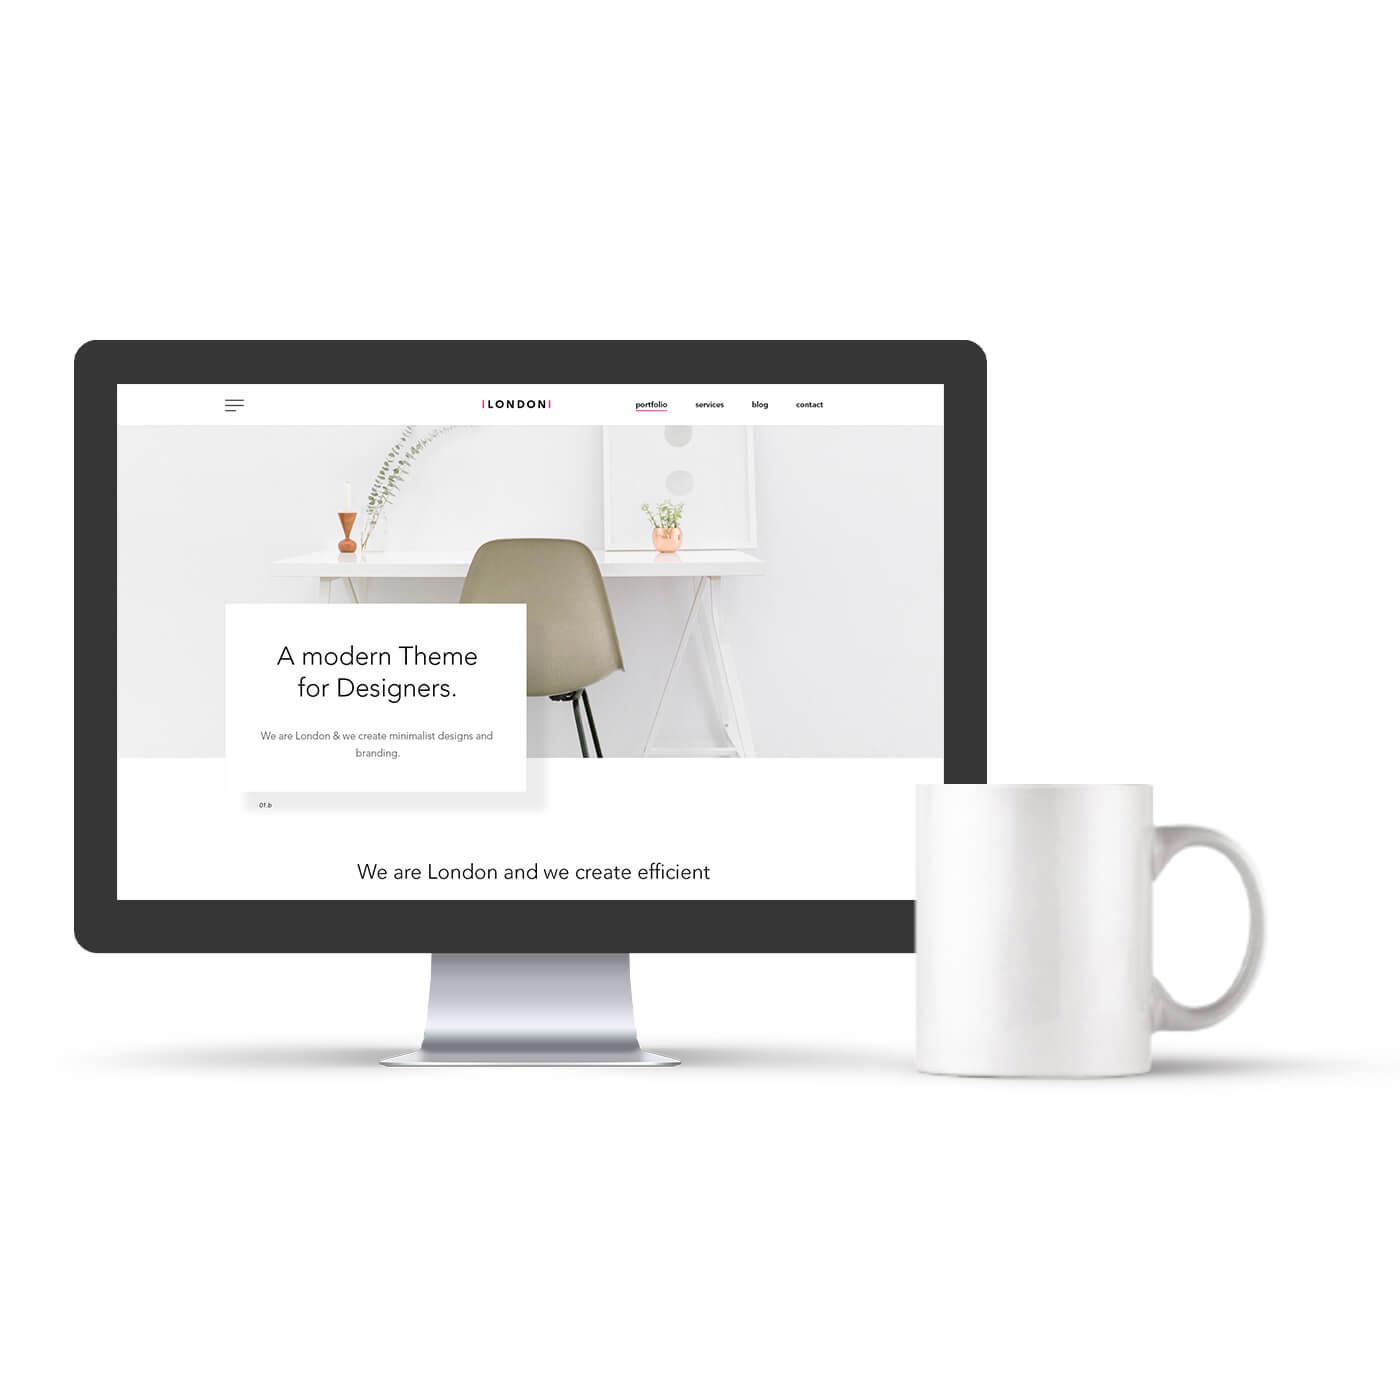 |LONDON|
portfolio services blog contact
A modern Theme
for Designers.
We are London & we create minimalist designs and
branding.
01.b
We are London and we create efficient